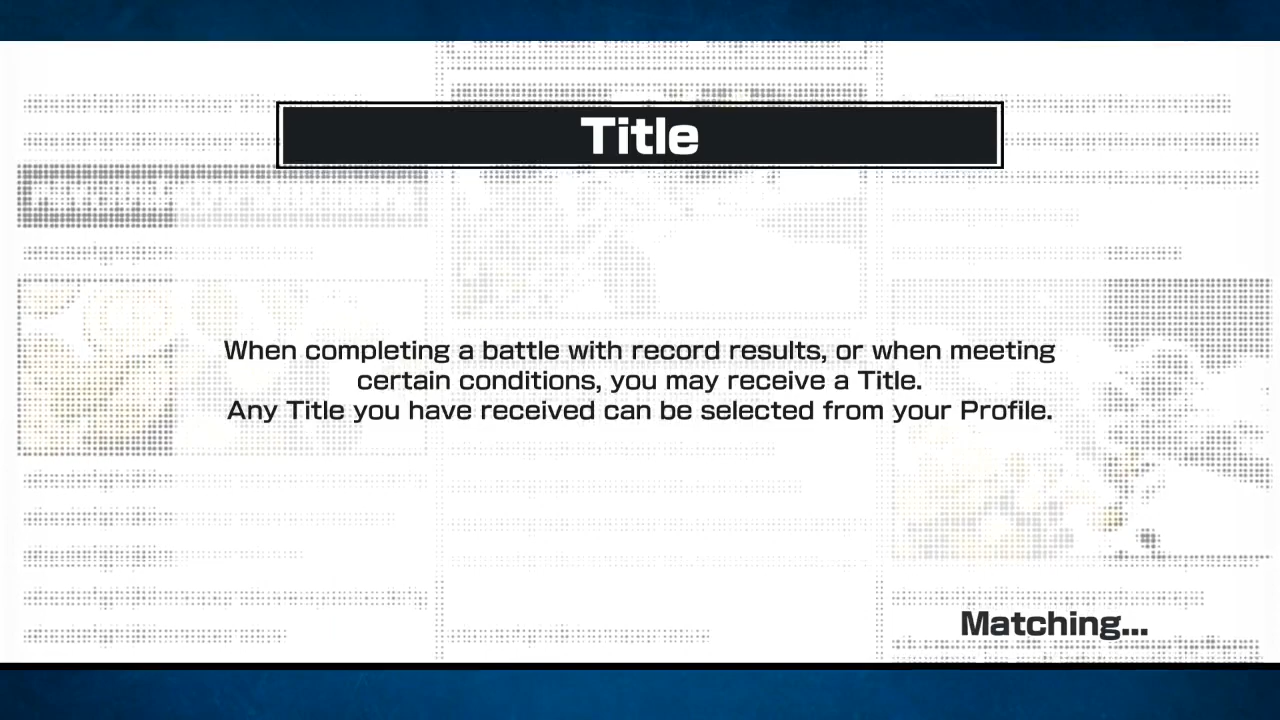 Title
When completing a battle with record results, or when meeting
certain conditions, you may receive a Title.
Any Title you have received can be selected from your Profile.
Matching...